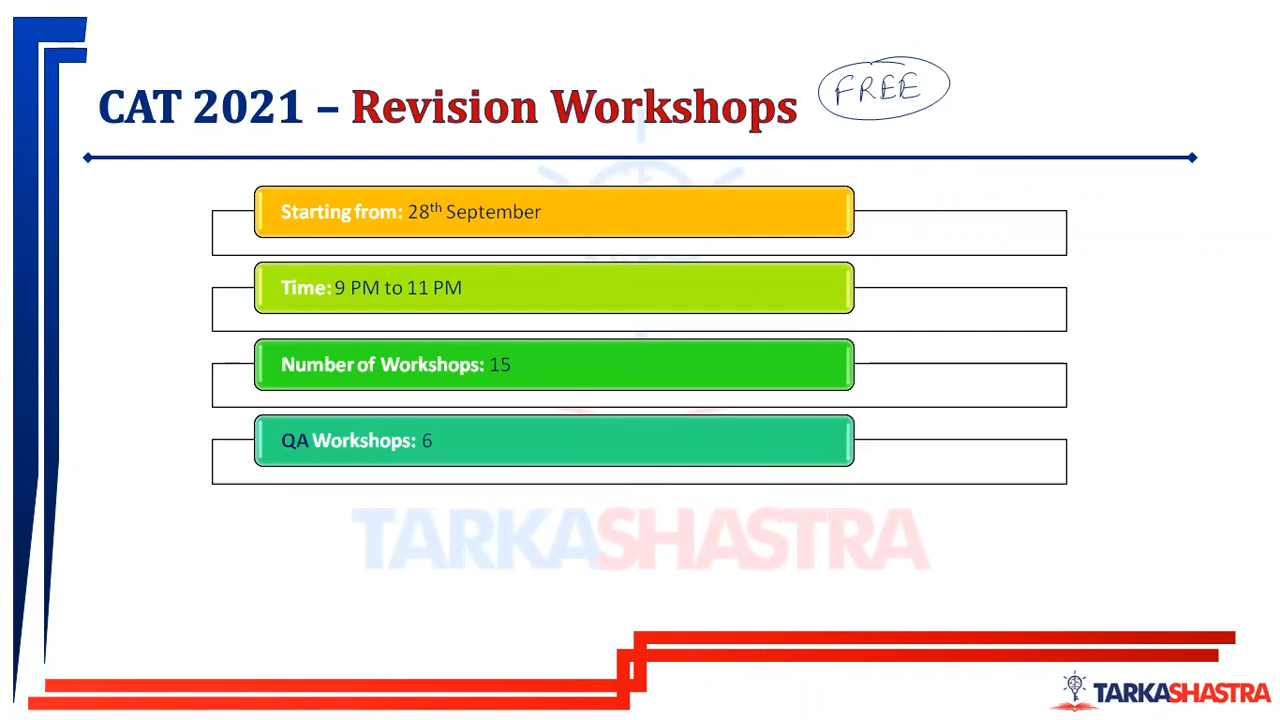 CAT 2021 – Revision Workshops FREE
Starting from: 28th September
Time: 9 PM to 11 PM
Number of Workshops: 15
QA Workshops: 6
TARKASHASTRA
TARKASHASTRA